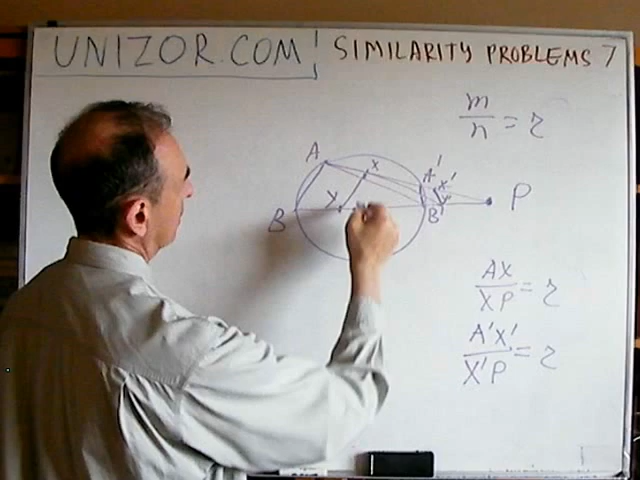 UNIZOR.COM!
SIMILARITY PROBLEMS 7
m/n = r
A
X
A'
X'
Y
P
B
B'
AX/XP = r
A'X'/X'P = r